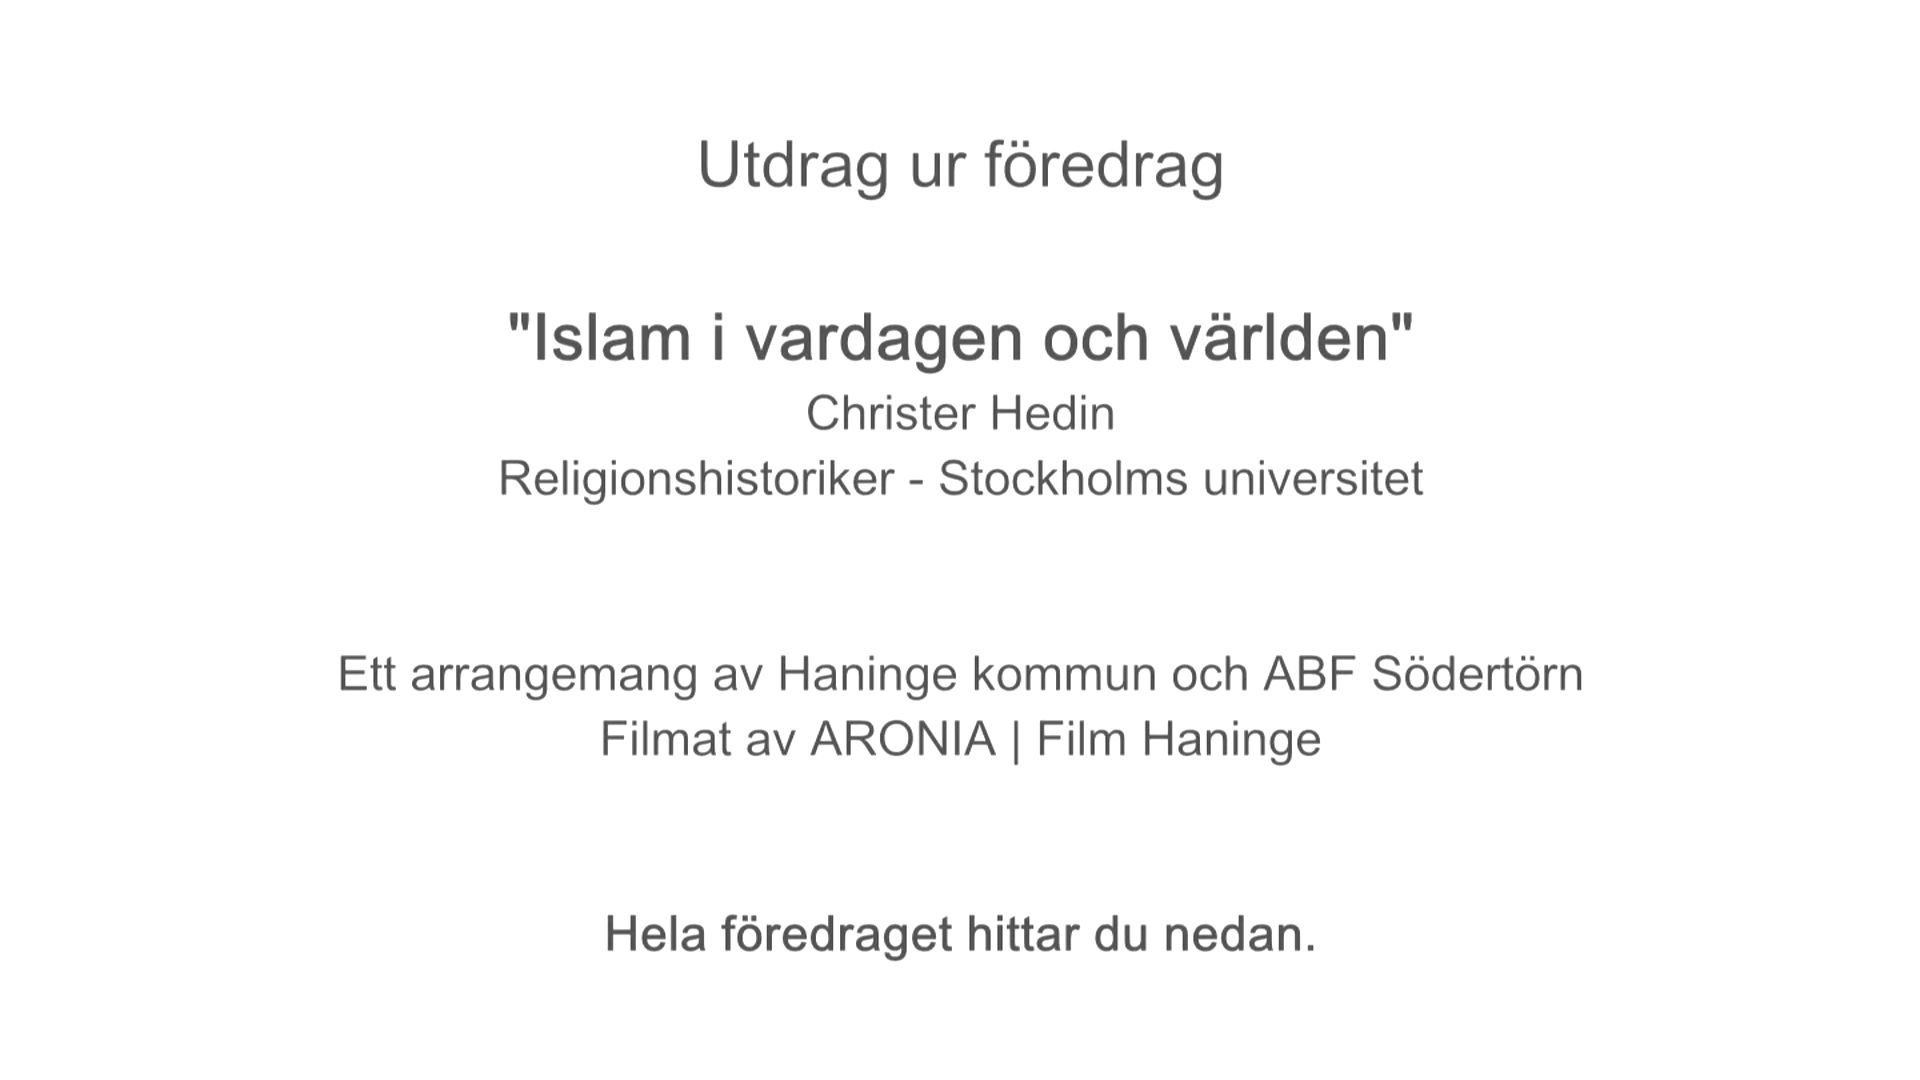 Utdrag ur föredrag
"Islam i vardagen och världen"
Christer Hedin
Religionshistoriker - Stockholms universitet
Ett arrangemang av Haninge kommun och ABF Södertörn
Filmat av ARONIA | Film Haninge
Hela föredraget hittar du nedan.